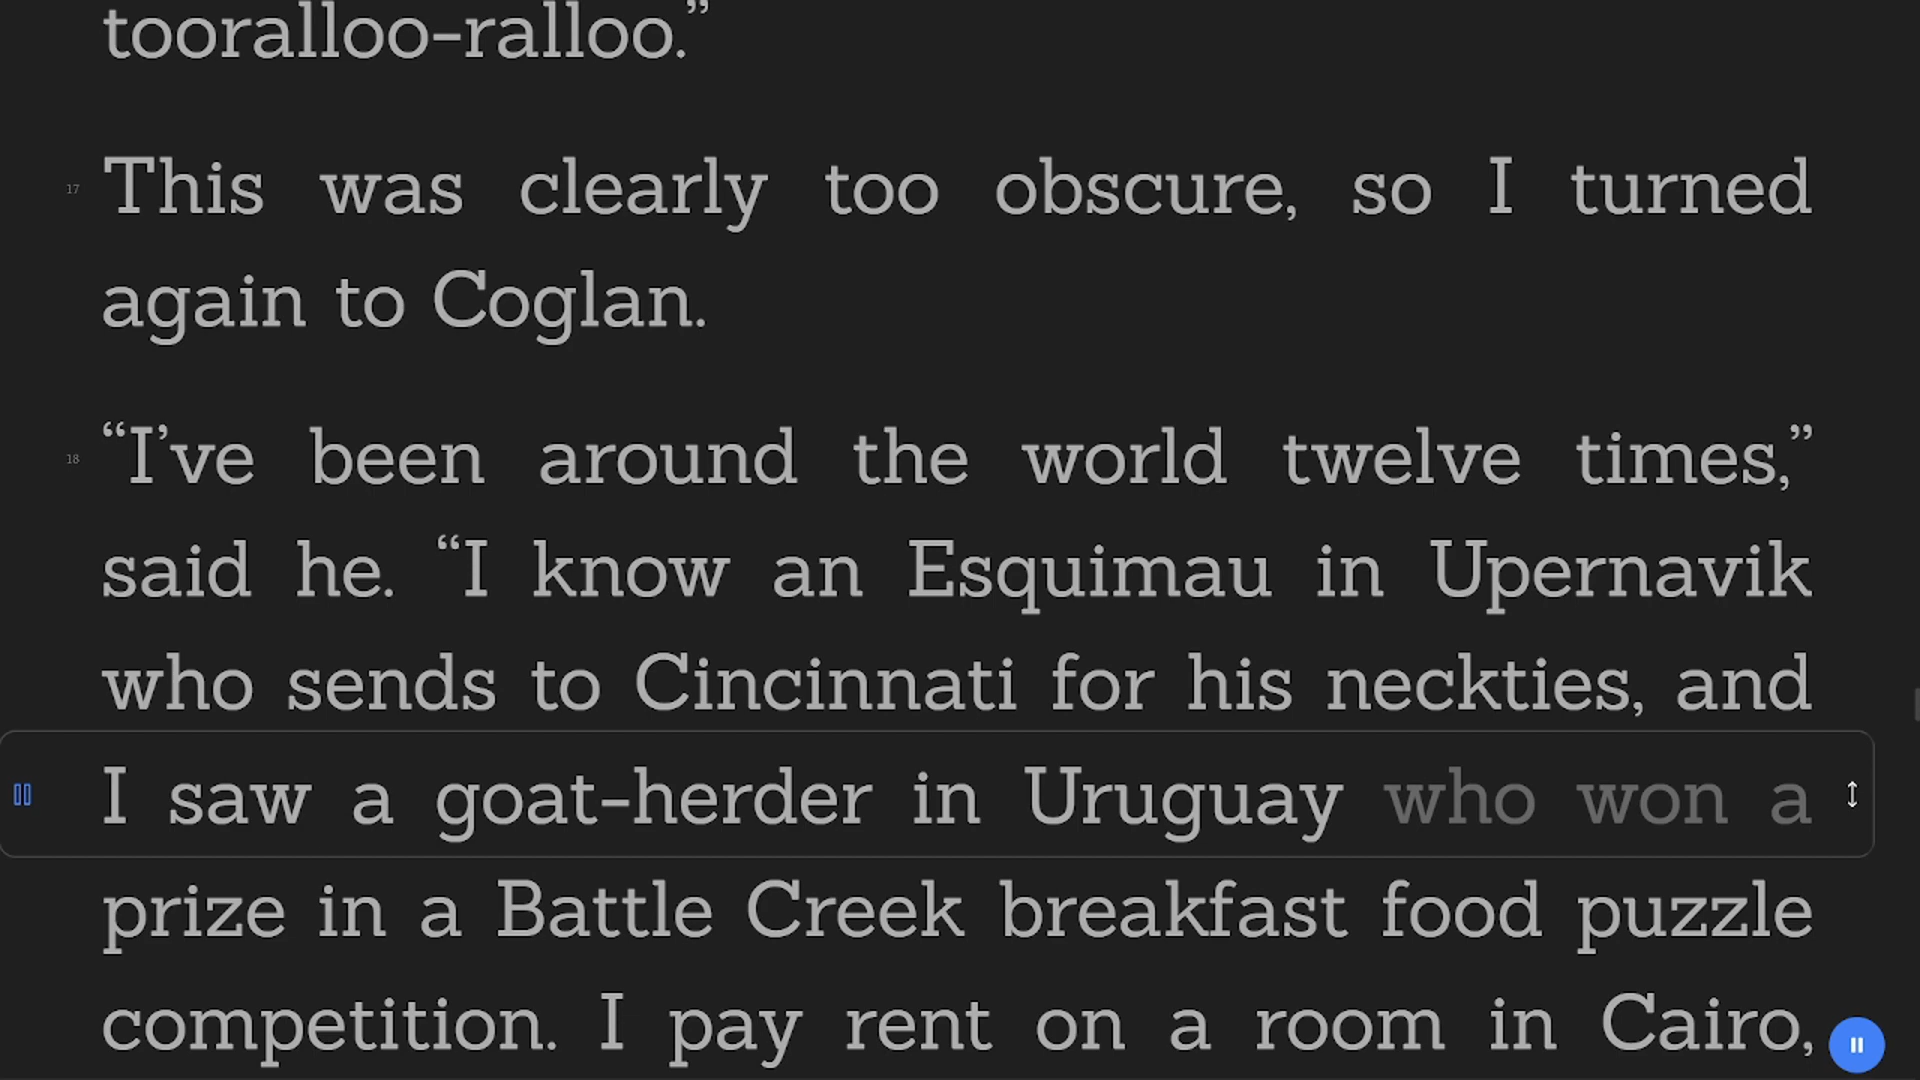 tooralloo-ralloo.”
17 This was clearly too obscure, so I turned
again to Coglan.
18 “I’ve been around the world twelve times,”
said he. “I know an Esquimau in Upernavik
who sends to Cincinnati for his neckties, and
I saw a goat-herder in Uruguay who won a
prize in a Battle Creek breakfast food puzzle
competition. I pay rent on a room in Cairo,